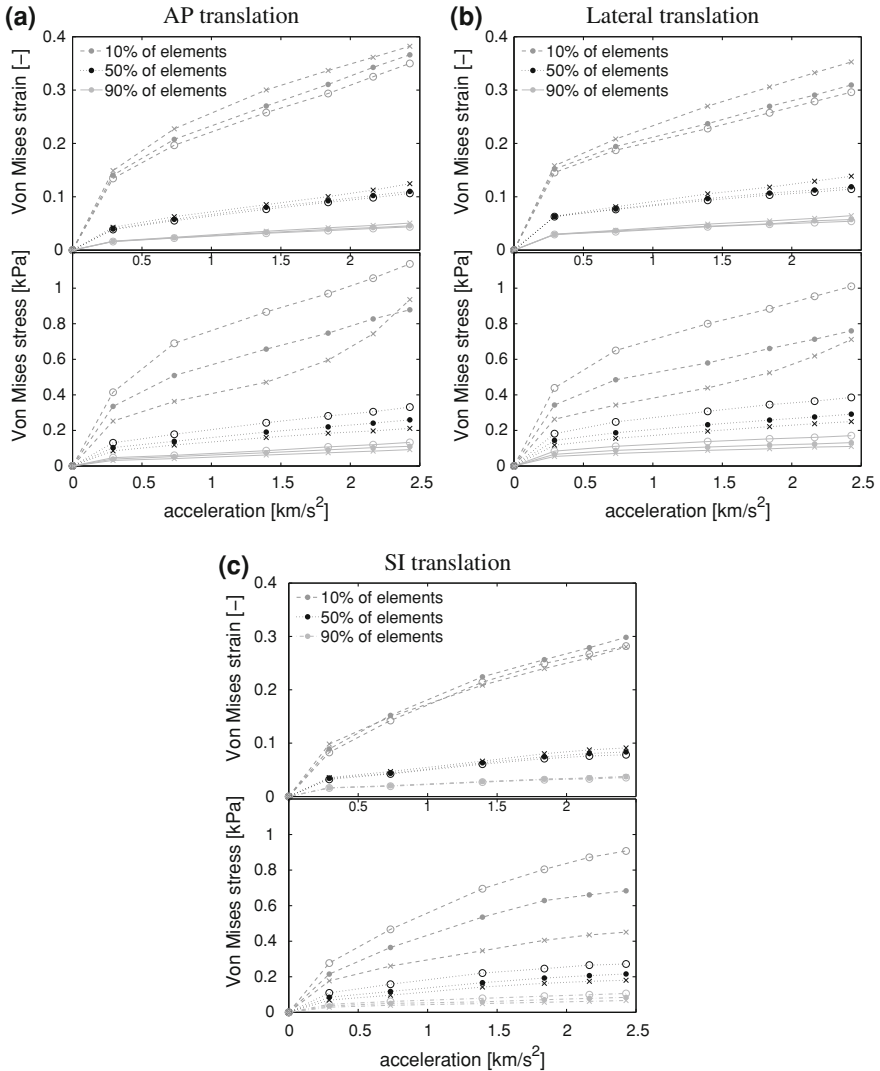 (a) AP translation
Von Mises strain [−]
0.4
0.3
0.2
0.1
0
10% of elements
50% of elements
90% of elements
0.5 1 1.5 2
Von Mises stress [kPa]
1
0.8
0.6
0.4
0.2
0
0 0.5 1 1.5 2 2.5
acceleration [km/s²]
(b) Lateral translation
Von Mises strain [−]
0.4
0.3
0.2
0.1
0
10% of elements
50% of elements
90% of elements
0.5 1 1.5 2
Von Mises stress [kPa]
1
0.8
0.6
0.4
0.2
0
0 0.5 1 1.5 2 2.5
acceleration [km/s²]
(c) SI translation
Von Mises strain [−]
0.4
0.3
0.2
0.1
0
10% of elements
50% of elements
90% of elements
0.5 1 1.5 2
Von Mises stress [kPa]
1
0.8
0.6
0.4
0.2
0
0 0.5 1 1.5 2 2.5
acceleration [km/s²]